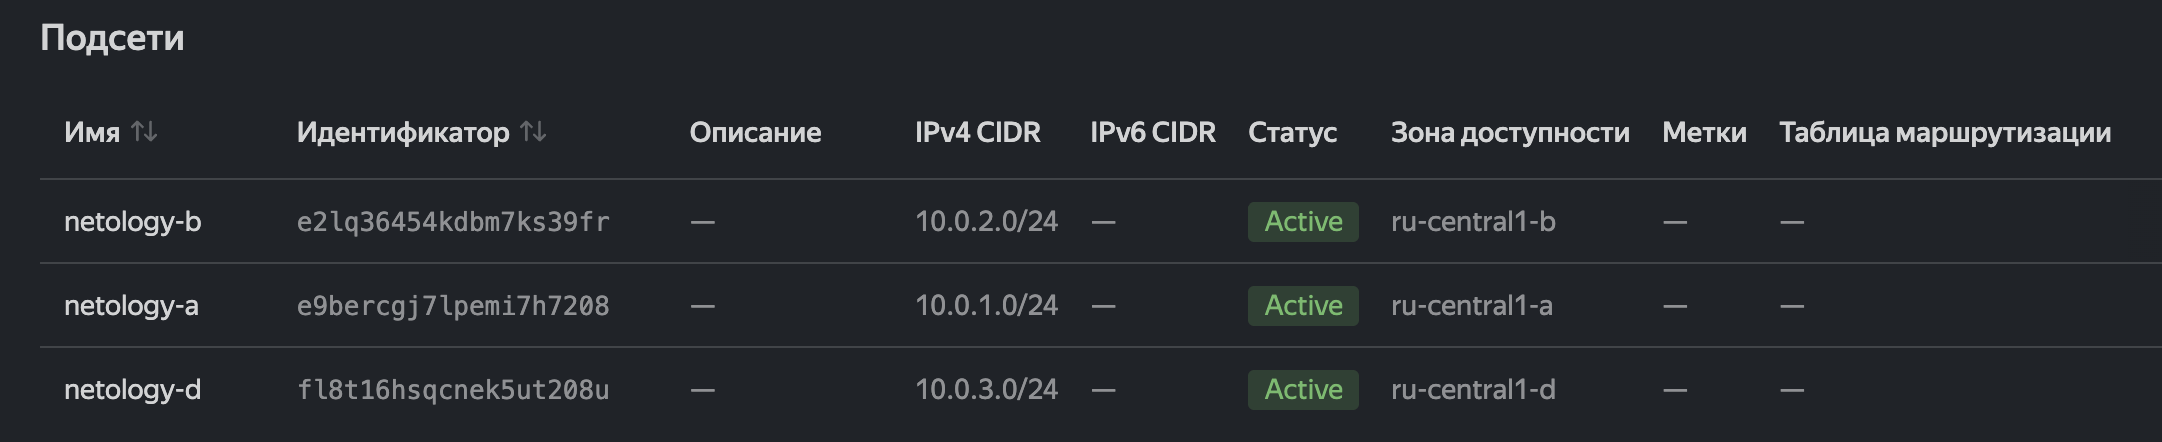 Подсети
Имя Идентификатор Описание IPv4 CIDR IPv6 CIDR Статус Зона доступности Метки Таблица маршрутизации
netology-b e2lq36454kdbm7ks39fr — 10.0.2.0/24 — Active ru-central1-b — —
netology-a e9bercgj7lpemi7h7208 — 10.0.1.0/24 — Active ru-central1-a — —
netology-d fl8t16hsqcnek5ut208u — 10.0.3.0/24 — Active ru-central1-d — —